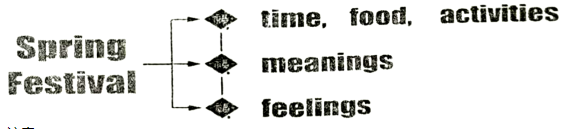 Spring
Festival
time, food, activities
meanings
feelings